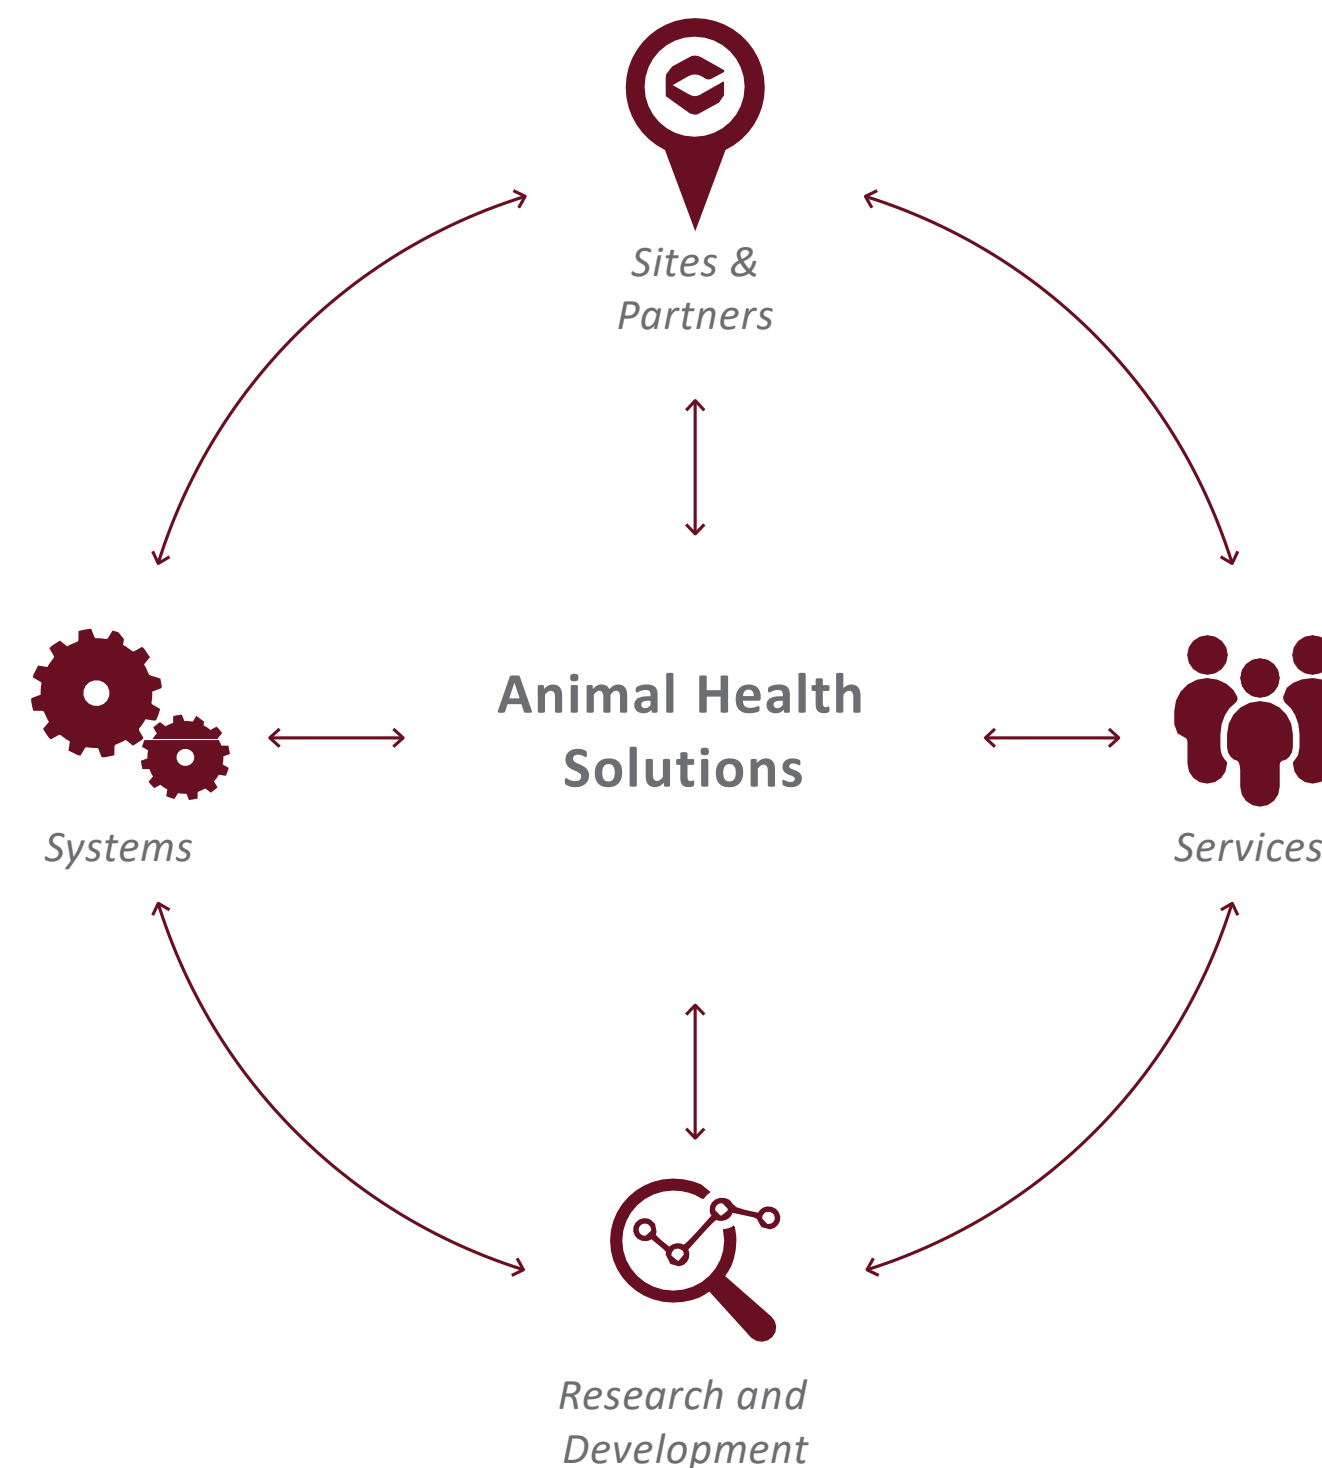 Sites &
Partners
Animal Health
Solutions
Systems
Services
Research and
Development